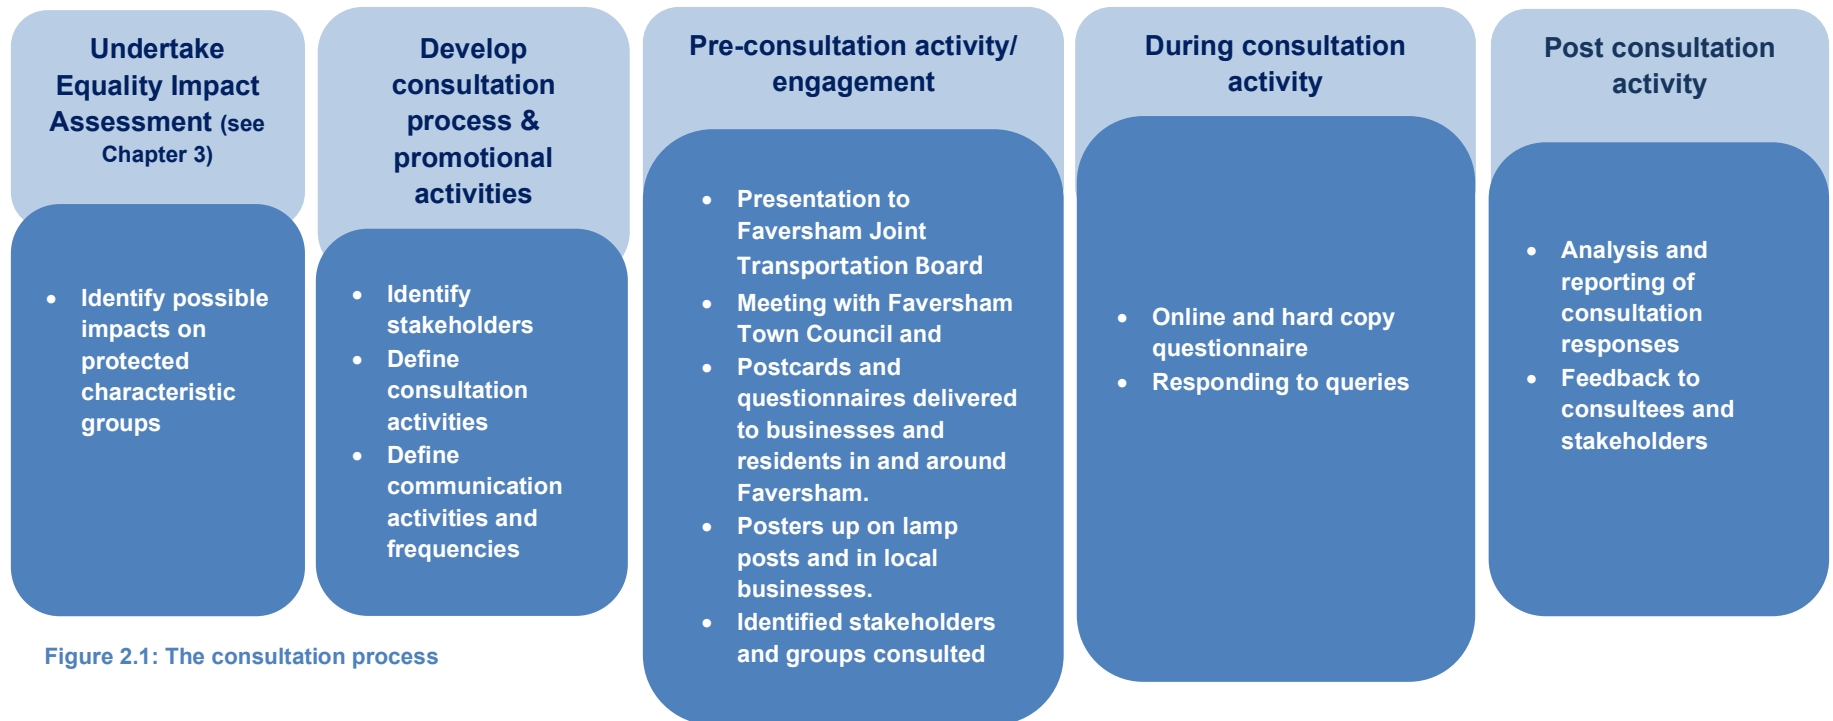 Undertake
Equality Impact
Assessment (see
Chapter 3)
• Identify possible
impacts on
protected
characteristic
groups
Develop
consultation
process &
promotional
activities
• Identify
stakeholders
• Define
consultation
activities
• Define
communication
activities and
frequencies
Pre-consultation activity/
engagement
• Presentation to
Faversham Joint
Transportation Board
• Meeting with Faversham
Town Council and
• Postcards and
questionnaires delivered
to businesses and
residents in and around
Faversham.
• Posters up on lamp
posts and in local
businesses.
• Identified stakeholders
and groups consulted
During consultation
activity
• Online and hard copy
questionnaire
• Responding to queries
Post consultation
activity
• Analysis and
reporting of
consultation
responses
• Feedback to
consultees and
stakeholders
Figure 2.1: The consultation process